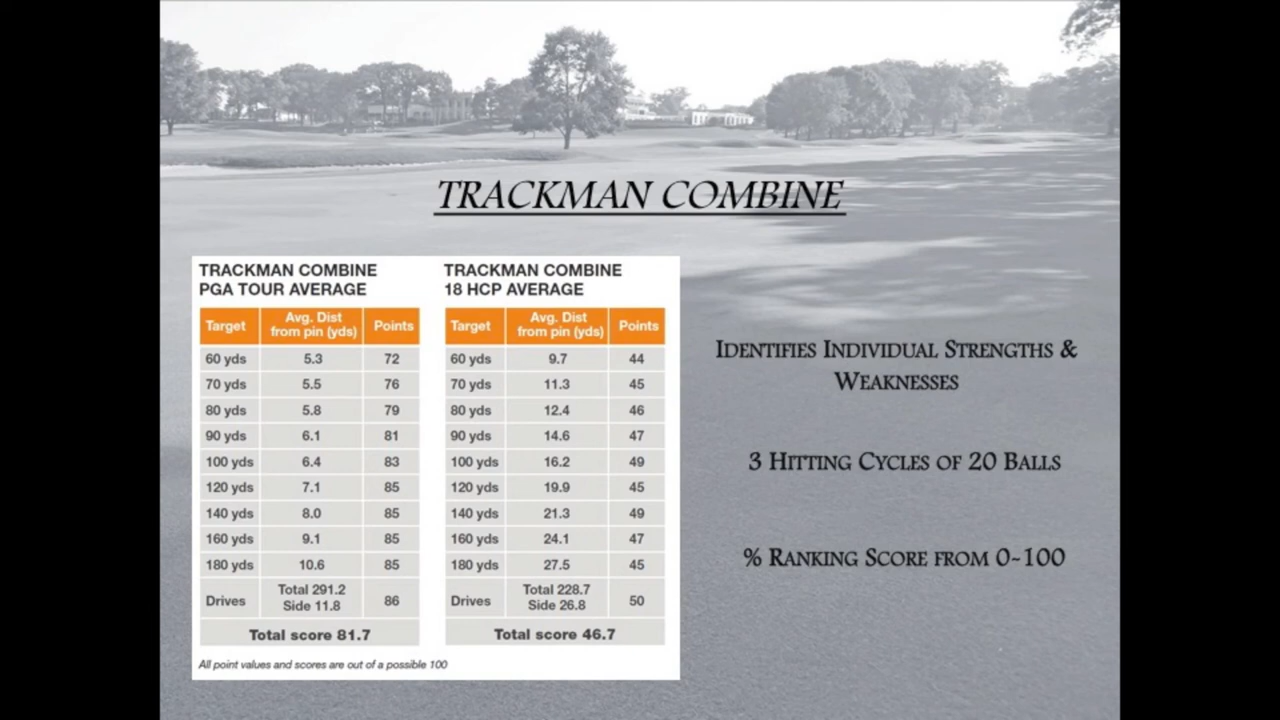 TRACKMAN COMBINE
TRACKMAN COMBINE
PGA TOUR AVERAGE
Target Avg. Dist from pin (yds) Points
60 yds 5.3 72
70 yds 5.5 76
80 yds 5.8 79
90 yds 6.1 81
100 yds 6.4 83
120 yds 7.1 85
140 yds 8.0 85
160 yds 9.1 85
180 yds 10.6 85
Drives Total 291.2 Side 11.8 86
Total score 81.7
TRACKMAN COMBINE
18 HCP AVERAGE
Target Avg. Dist from pin (yds) Points
60 yds 9.7 44
70 yds 11.3 45
80 yds 12.4 46
90 yds 14.6 47
100 yds 16.2 49
120 yds 19.9 45
140 yds 21.3 49
160 yds 24.1 47
180 yds 27.5 45
Drives Total 228.7 Side 26.8 50
Total score 46.7
All point values and scores are out of a possible 100
IDENTIFIES INDIVIDUAL STRENGTHS &
WEAKNESSES
3 HITTING CYCLES OF 20 BALLS
% RANKING SCORE FROM 0-100